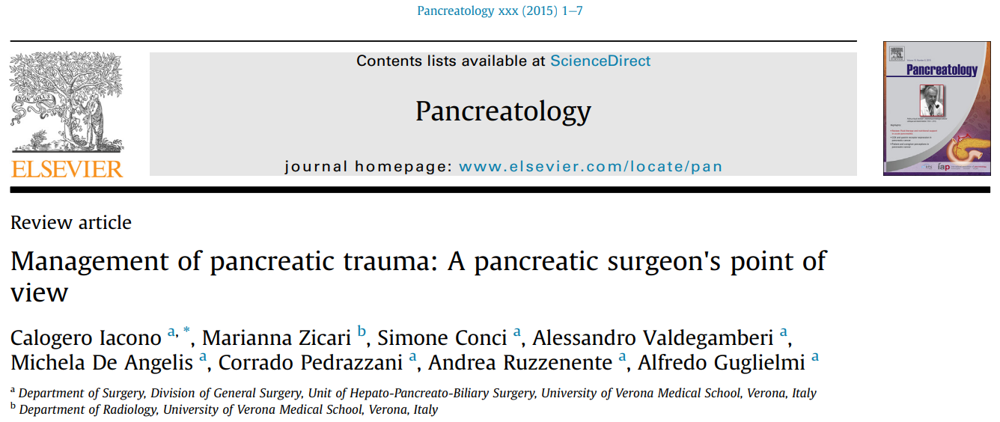 Pancreatology xxx (2015) 1–7
Contents lists available at ScienceDirect
Pancreatology
journal homepage: www.elsevier.com/locate/pan
NON SOLUS
ELSEVIER
Pancreatology
iap
Review article
Management of pancreatic trauma: A pancreatic surgeon's point of
view
Calogero Iacono a, *, Marianna Zicari b, Simone Conci a, Alessandro Valdegamberi a,
Michela De Angelis a, Corrado Pedrazzani a, Andrea Ruzzenente a, Alfredo Guglielmi a
a Department of Surgery, Division of General Surgery, Unit of Hepato-Pancreato-Biliary Surgery, University of Verona Medical School, Verona, Italy
b Department of Radiology, University of Verona Medical School, Verona, Italy